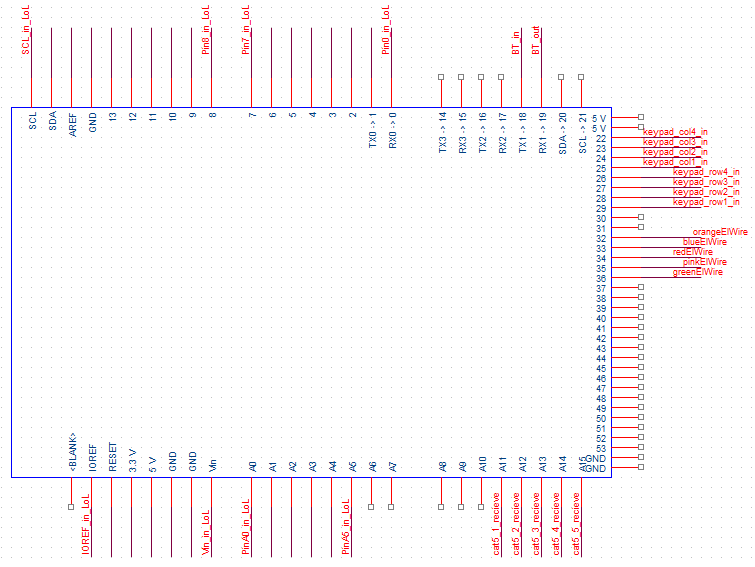 SCL_in_LoL
Pin8_in_LoL
Pin7_in_LoL
Pin0_in_LoL
BT_in
BT_out
SCL
SDA
AREF
GND
13
12
11
10
9
8
7
6
5
4
3
2
TX0 -> 1
RX0 -> 0
TX3 -> 14
RX3 -> 15
TX2 -> 16
RX2 -> 17
TX1 -> 18
RX1 -> 19
SDA -> 20
SCL -> 21
5 V
5 V
22 keypad_col4_in
23 keypad_col3_in
24 keypad_col2_in
25 keypad_col1_in
26 keypad_row4_in
27 keypad_row3_in
28 keypad_row2_in
29 keypad_row1_in
30
31
32 orangeElWire
33 blueElWire
34 redElWire
35 pinkElWire
36 greenElWire
37
38
39
40
41
42
43
44
45
46
47
48
49
50
51
52
53
GND
GND
<BLANK>
IOREF
RESET
3.3 V
5 V
GND
GND
Vin
A0
A1
A2
A3
A4
A5
A6
A7
A8
A9
A10
A11
A12
A13
A14
A15
IOREF_in_LoL
Vin_in_LoL
PinA0_in_LoL
PinA5_in_LoL
cat5_1_recieve
cat5_2_recieve
cat5_3_recieve
cat5_4_recieve
cat5_5_recieve